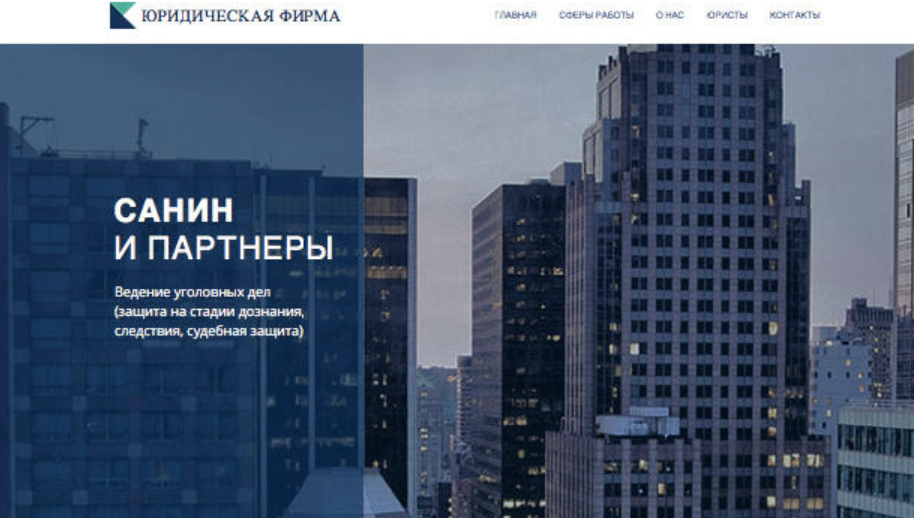 ЮРИДИЧЕСКАЯ ФИРМА
ГЛАВНАЯ СФЕРЫ РАБОТЫ О НАС ЮРИСТЫ КОНТАКТЫ
САНИН
И ПАРТНЕРЫ
Ведение уголовных дел
(защита на стадии дознания,
следствия, судебная защита)